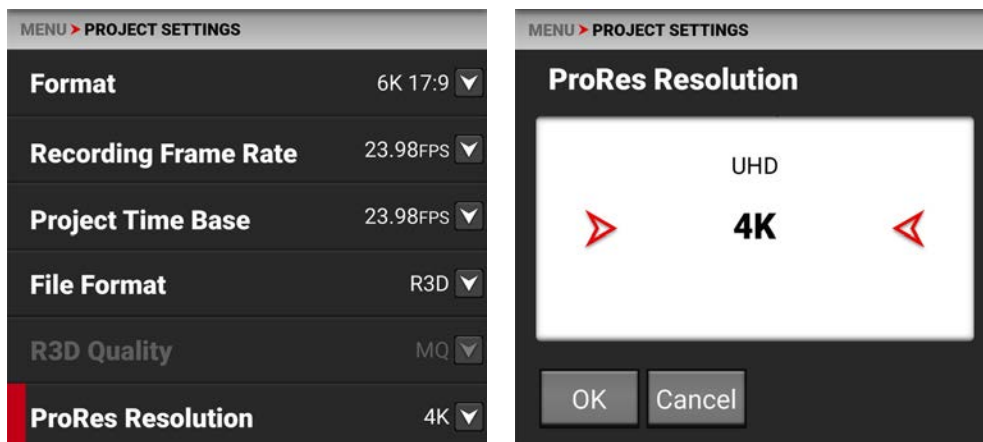 MENU > PROJECT SETTINGS
Format 6K 17:9
Recording Frame Rate 23.98FPS
Project Time Base 23.98FPS
File Format R3D
R3D Quality MQ
ProRes Resolution 4K
MENU > PROJECT SETTINGS
ProRes Resolution
UHD
4K
OK Cancel